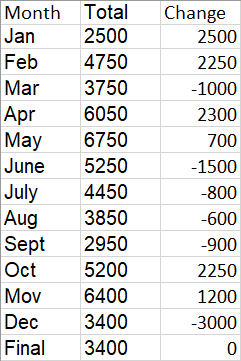 Month Total Change
Jan 2500 2500
Feb 4750 2250
Mar 3750 -1000
Apr 6050 2300
May 6750 700
June 5250 -1500
July 4450 -800
Aug 3850 -600
Sept 2950 -900
Oct 5200 2250
Mov 6400 1200
Dec 3400 -3000
Final 3400 0